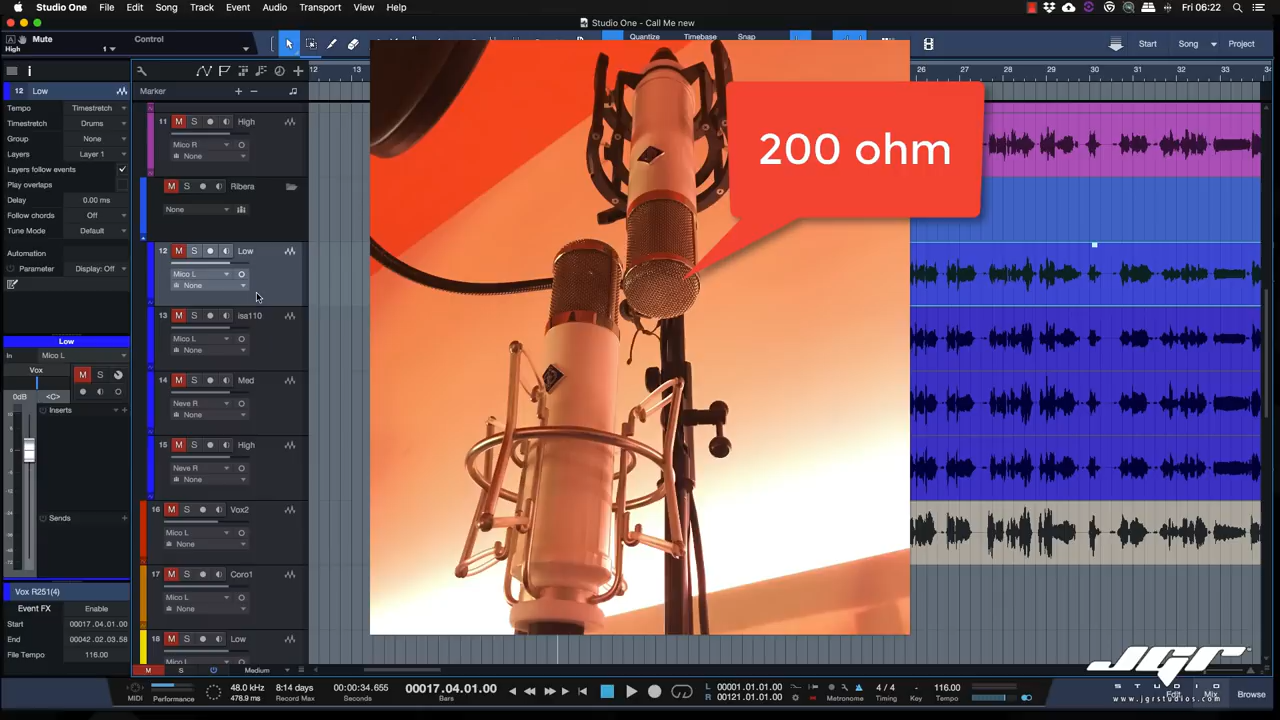 Studio One File Edit Song Track Event Audio Transport View Help Fri 06:22
Studio One - Call Me new
Mute Control
High 1
Quantize Timebase Snap
Start Song Project
i
12 13 26 27 28 29 30 31 32 33 34
12 Low
Marker
Tempo Timestretch
Timestretch Drums
Group None
Layers Layer 1
Layers follow events
Play overlaps
Delay 0.00 ms
Follow chords Off
Tune Mode Default
Automation
Parameter Display: Off
11 M S High
Mico R
None
M S Ribera
None
12 M S Low
Mico L
None
13 M S isa110
Mico L
None
14 M S Med
Neve R
None
15 M S High
Neve R
None
16 M S Vox2
Mico L
None
17 M S Coro1
Mico L
None
18 M S Low
Mico L
200 ohm
Low
In Mico L
Vox
M S
0dB <C>
Inserts
Sends
Vox R251(4)
Event FX Enable
Start 00017.04.01.00
End 00042.02.03.58
File Tempo 116.00
M S Medium
JGR
STUDIO
www.jgrstudios.com
MIDI Performance
48.0 kHz
478.9 ms
8:14 days
Record Max
00:00:34.655
Seconds
00017.04.01.00
Bars
L 00001.01.01.00
R 00121.01.01.00
Metronome
4 / 4
Timing
-
Key
116.00
Tempo
Edit Mix Browse